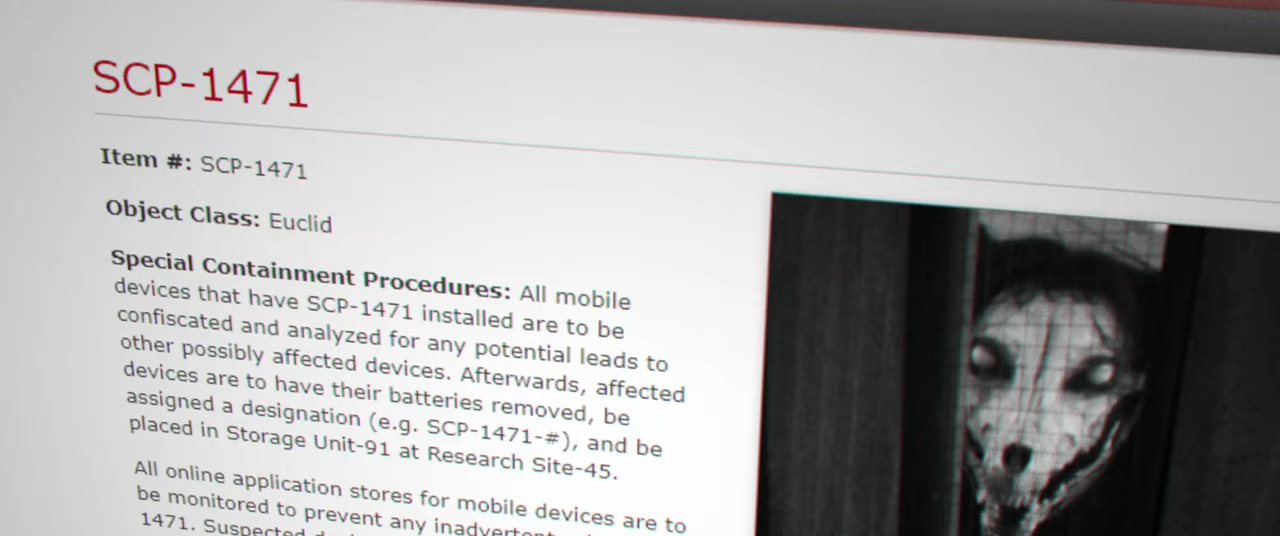 SCP-1471
Item #: SCP-1471
Object Class: Euclid
Special Containment Procedures: All mobile
devices that have SCP-1471 installed are to be
confiscated and analyzed for any potential leads to
other possibly affected devices. Afterwards, affected
devices are to have their batteries removed, be
assigned a designation (e.g. SCP-1471-#), and be
placed in Storage Unit-91 at Research Site-45.
All online application stores for mobile devices are to
be monitored to prevent any
1471. Suspected